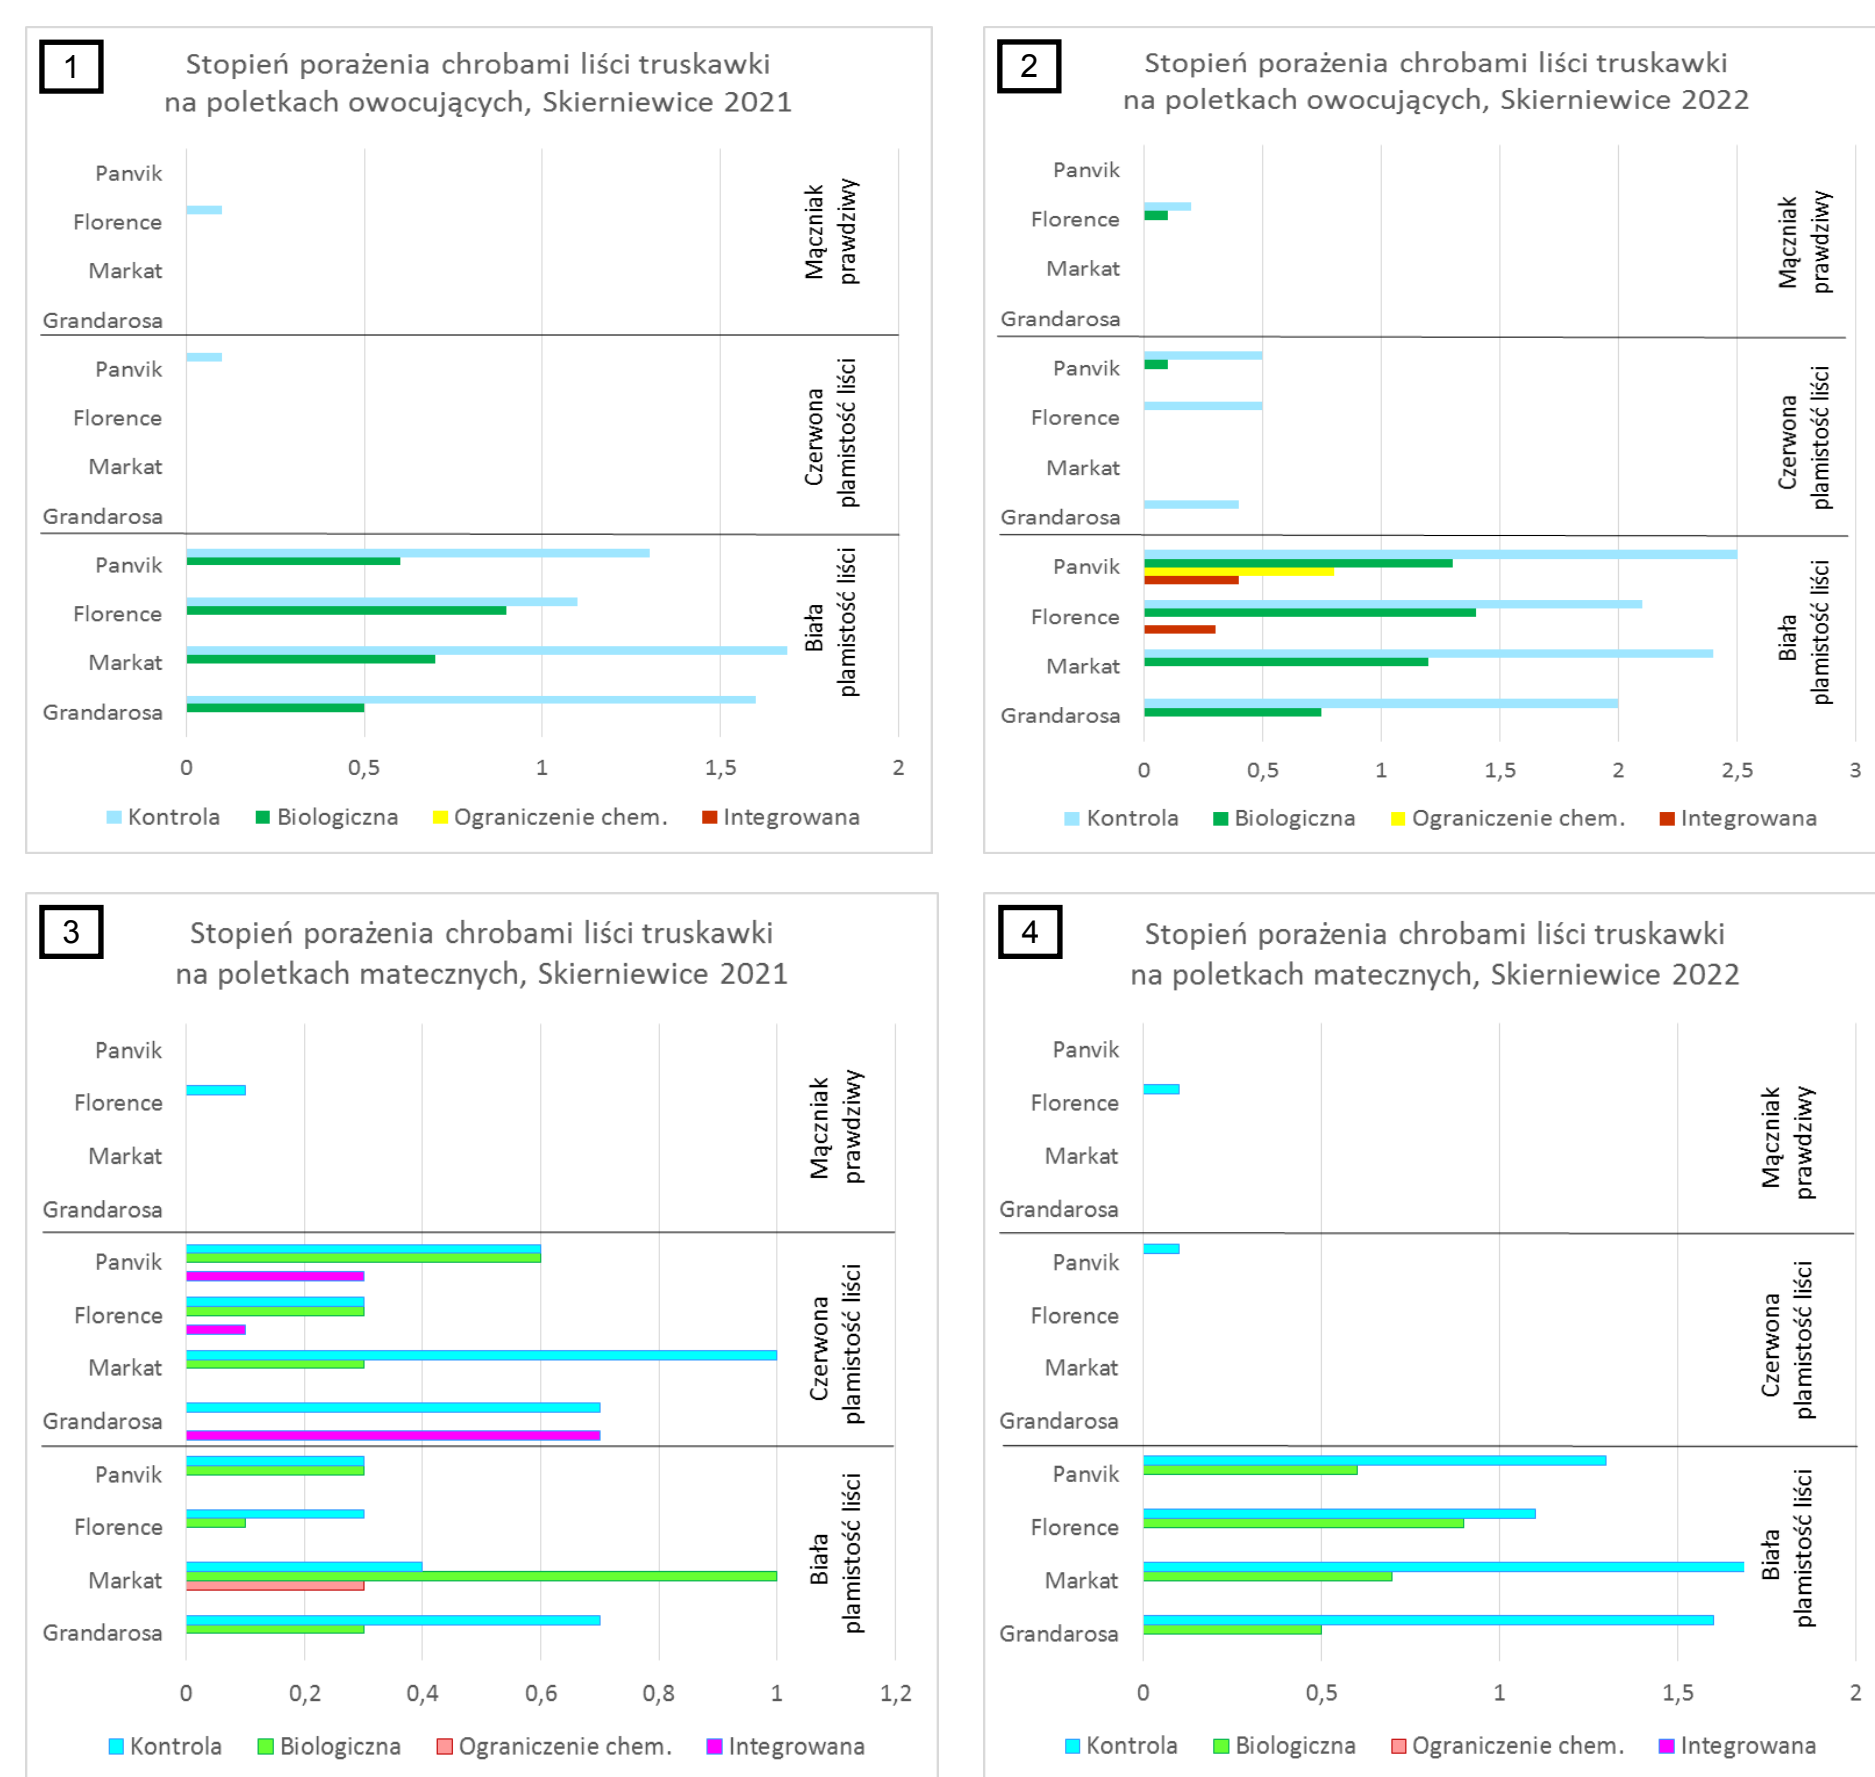 1
Stopień porażenia chrobami liści truskawki
na poletkach owocujących, Skierniewice 2021
Panvik
Florence
Markat
Grandarosa
Mączniak
prawdziwy
Panvik
Florence
Markat
Grandarosa
Czerwona
plamistość liści
Panvik
Florence
Markat
Grandarosa
Biała
plamistość liści
0 0,5 1 1,5 2
Kontrola Biologiczna Ograniczenie chem. Integrowana
2
Stopień porażenia chrobami liści truskawki
na poletkach owocujących, Skierniewice 2022
Panvik
Florence
Markat
Grandarosa
Mączniak
prawdziwy
Panvik
Florence
Markat
Grandarosa
Czerwona
plamistość liści
Panvik
Florence
Markat
Grandarosa
Biała
plamistość liści
0 0,5 1 1,5 2 2,5 3
Kontrola Biologiczna Ograniczenie chem. Integrowana
3
Stopień porażenia chrobami liści truskawki
na poletkach matecznych, Skierniewice 2021
Panvik
Florence
Markat
Grandarosa
Mączniak
prawdziwy
Panvik
Florence
Markat
Grandarosa
Czerwona
plamistość liści
Panvik
Florence
Markat
Grandarosa
Biała
plamistość liści
0 0,2 0,4 0,6 0,8 1 1,2
Kontrola Biologiczna Ograniczenie chem. Integrowana
4
Stopień porażenia chrobami liści truskawki
na poletkach matecznych, Skierniewice 2022
Panvik
Florence
Markat
Grandarosa
Mączniak
prawdziwy
Panvik
Florence
Markat
Grandarosa
Czerwona
plamistość liści
Panvik
Florence
Markat
Grandarosa
Biała
plamistość liści
0 0,5 1 1,5 2
Kontrola Biologiczna Ograniczenie chem. Integrowana